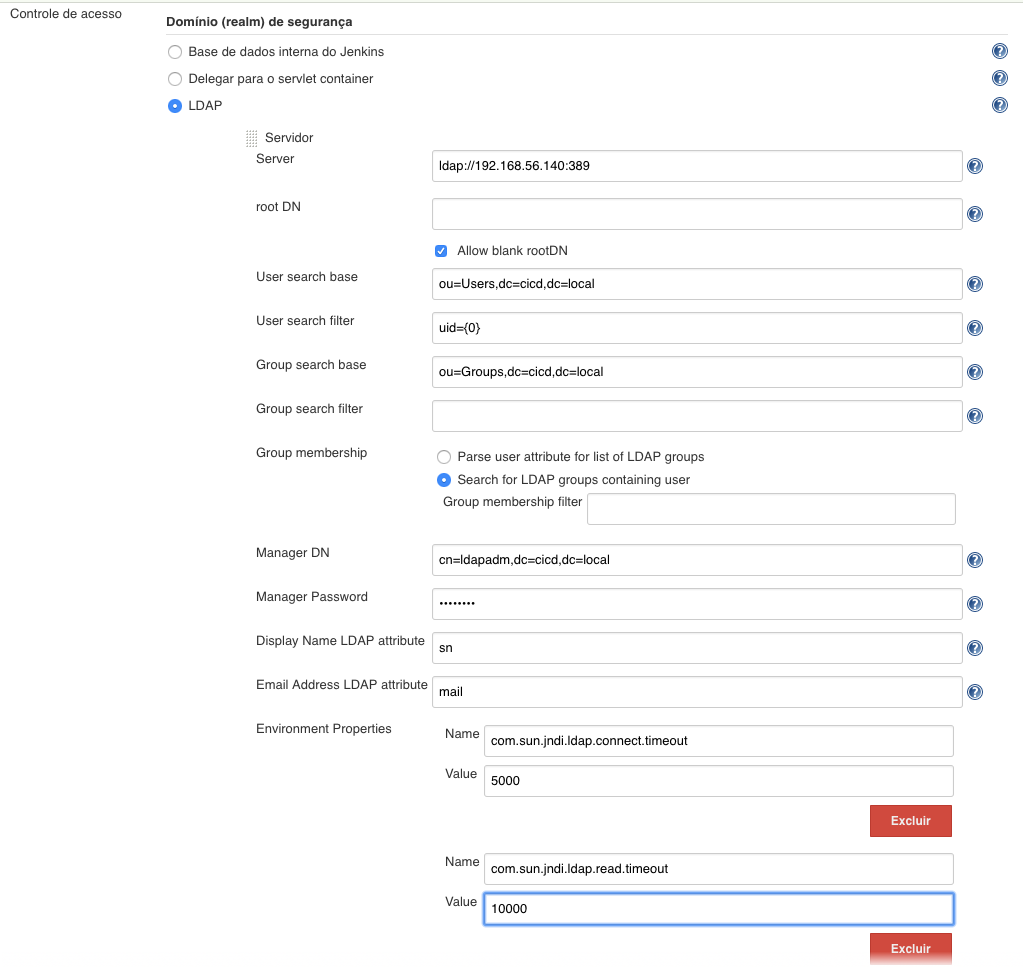 Controle de acesso
Domínio (realm) de segurança
Base de dados interna do Jenkins
Delegar para o servlet container
LDAP
Servidor
Server
ldap://192.168.56.140:389
root DN
Allow blank rootDN
User search base
ou=Users,dc=cicd,dc=local
User search filter
uid={0}
Group search base
ou=Groups,dc=cicd,dc=local
Group search filter
Group membership
Parse user attribute for list of LDAP groups
Search for LDAP groups containing user
Group membership filter
Manager DN
cn=ldapadm,dc=cicd,dc=local
Manager Password
••••••••
Display Name LDAP attribute
sn
Email Address LDAP attribute
mail
Environment Properties
Name
com.sun.jndi.ldap.connect.timeout
Value
5000
Excluir
Name
com.sun.jndi.ldap.read.timeout
Value
10000
Excluir